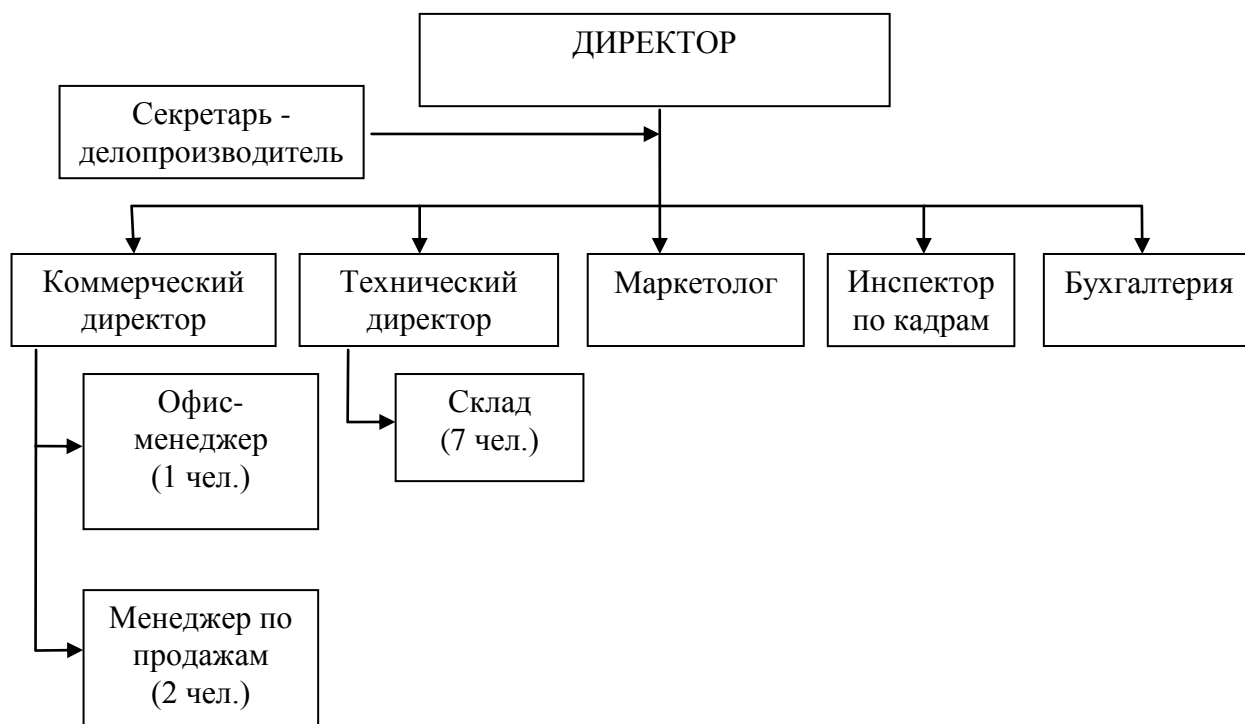 ДИРЕКТОР
Секретарь -
делопроизводитель
Коммерческий
директор
Технический
директор
Маркетолог
Инспектор
по кадрам
Бухгалтерия
Офис-
менеджер
(1 чел.)
Склад
(7 чел.)
Менеджер по
продажам
(2 чел.)